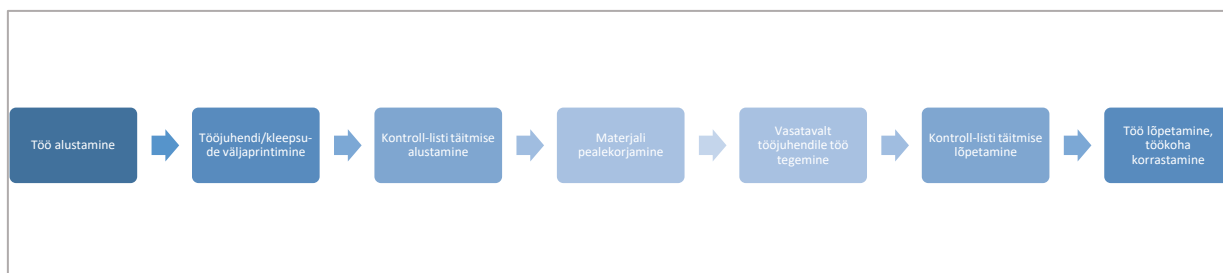 Töö alustamine
Tööjuhendi/kleepsu-
de väljaprintimine
Kontroll-listi täitmise
alustamine
Materjali
pealekorjamine
Vasatavalt
tööjuhendile töö
tegemine
Kontroll-listi täitmise
lõpetamine
Töö lõpetamine,
töökoha
korrastamine